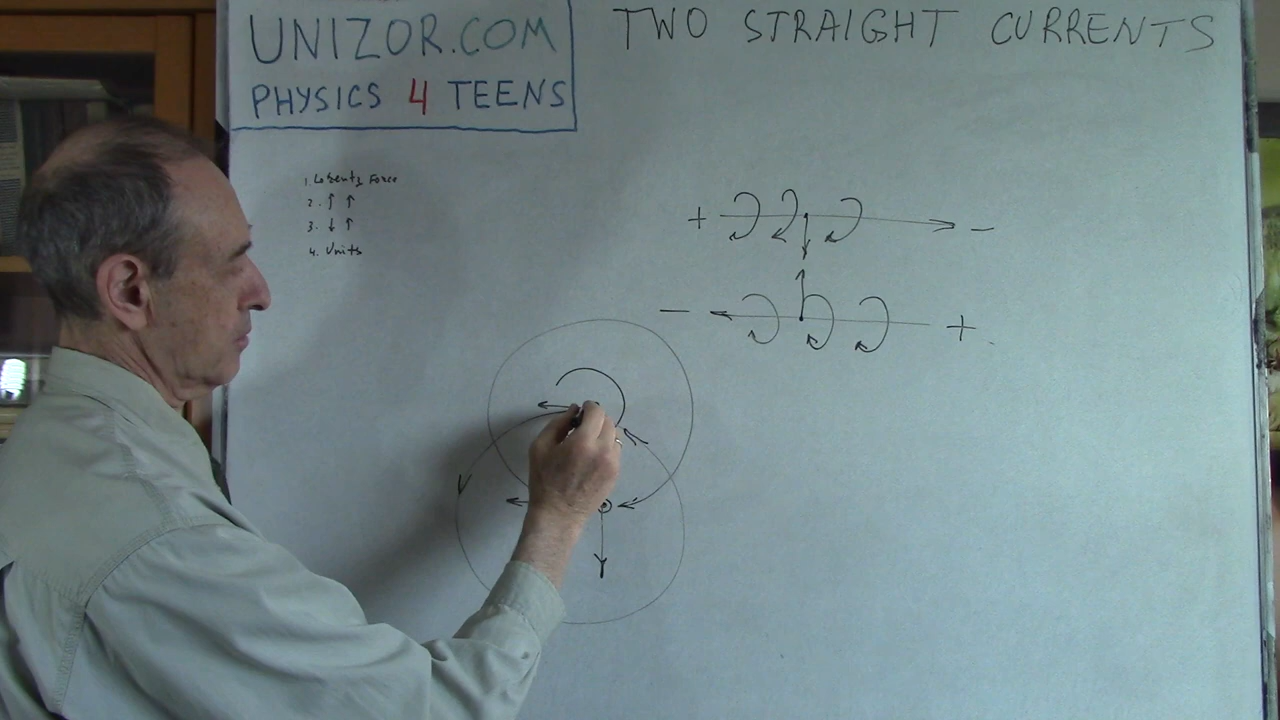 UNIZOR.COM
PHYSICS 4 TEENS
TWO STRAIGHT CURRENTS
1. Lorentz Force
2. ↑ ↑
3. ↓ ↑
4. Units
+ −
− +